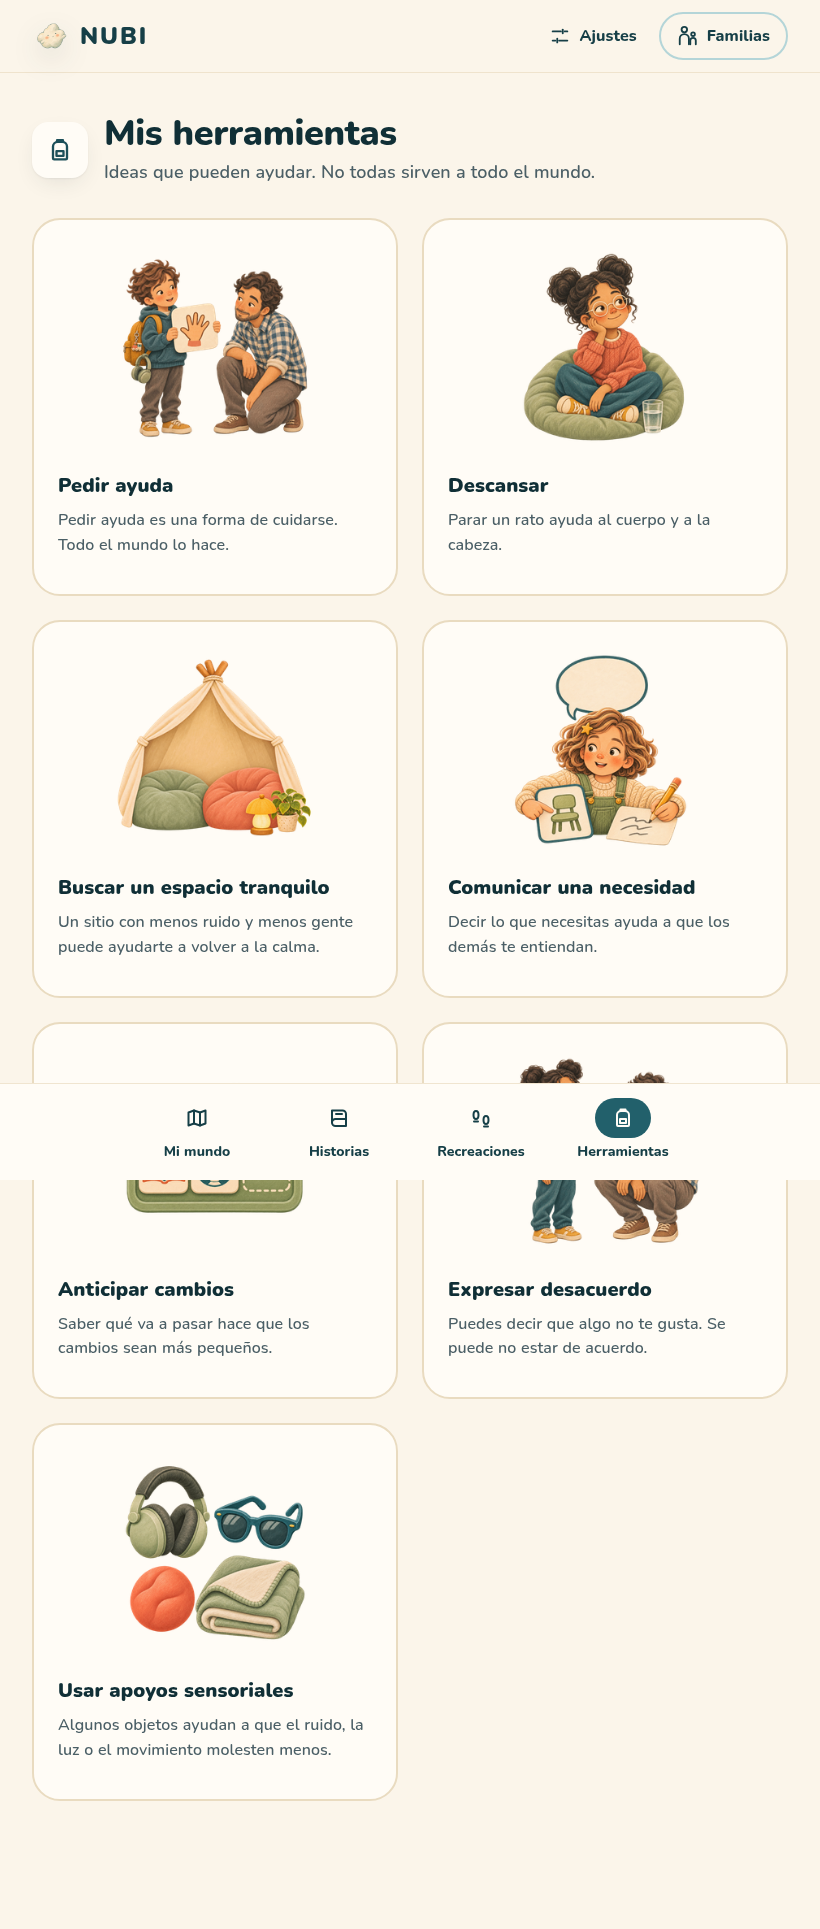 NUBI
Ajustes
Familias
Mis herramientas
Ideas que pueden ayudar. No todas sirven a todo el mundo.
Pedir ayuda
Pedir ayuda es una forma de cuidarse.
Todo el mundo lo hace.
Descansar
Parar un rato ayuda al cuerpo y a la
cabeza.
Buscar un espacio tranquilo
Un sitio con menos ruido y menos gente
puede ayudarte a volver a la calma.
Comunicar una necesidad
Decir lo que necesitas ayuda a que los
demás te entiendan.
Mi mundo
Historias
Recreaciones
Herramientas
Anticipar cambios
Saber qué va a pasar hace que los
cambios sean más pequeños.
Expresar desacuerdo
Puedes decir que algo no te gusta. Se
puede no estar de acuerdo.
Usar apoyos sensoriales
Algunos objetos ayudan a que el ruido, la
luz o el movimiento molesten menos.